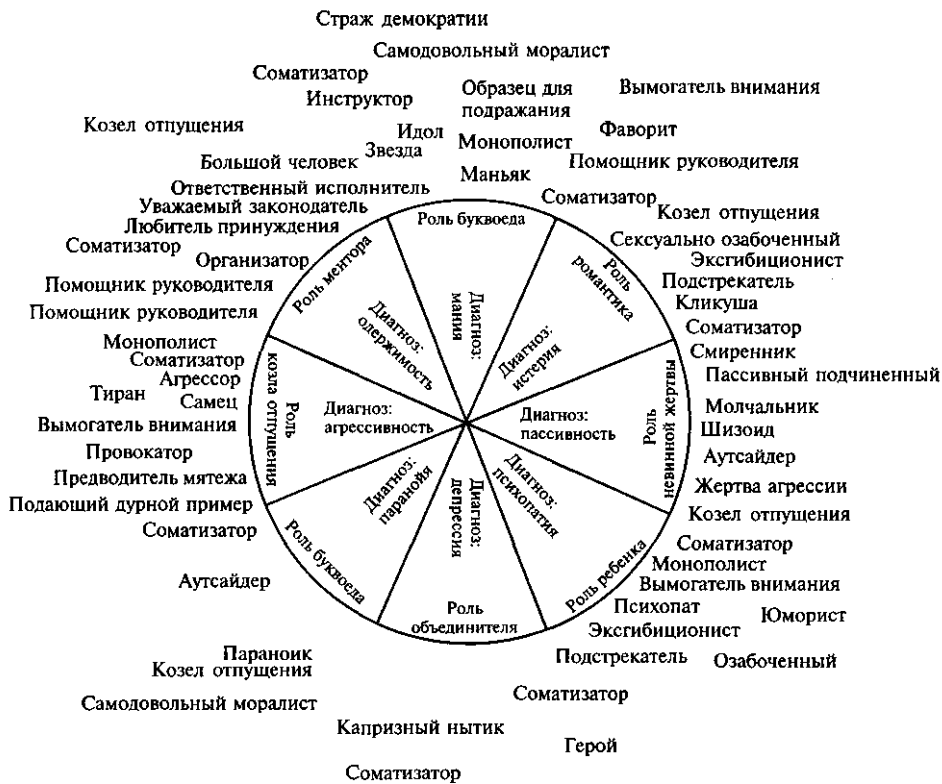 Страж демократии
Самодовольный моралист
Соматизатор
Инструктор
Образец для
подражания
Вымогатель внимания
Козел отпущения
Идол
Звезда
Монополист
Фаворит
Большой человек
Маньяк
Помощник руководителя
Ответственный исполнитель
Уважаемый законодатель
Любитель принуждения
Соматизатор
Организатор
Помощник руководителя
Помощник руководителя
Соматизатор
Козел отпущения
Сексуально озабоченный
Эксгибиционист
Подстрекатель
Кликуша
Соматизатор
Роль буквоеда
Роль ментора
Роль
романтика
Диагноз:
мания
Диагноз:
одержимость
Диагноз:
истерия
Монополист
Соматизатор
Агрессор
Тиран
Самец
Вымогатель внимания
Провокатор
Предводитель мятежа
Подающий дурной пример
Соматизатор
Роль
козла отпущения
Диагноз:
агрессивность
Диагноз:
пассивность
Роль
невинной жертвы
Смиренник
Пассивный подчиненный
Молчальник
Шизоид
Аутсайдер
Жертва агрессии
Козел отпущения
Диагноз:
паранойя
Диагноз:
депрессия
Диагноз:
психопатия
Роль буквоеда
Роль
объединителя
Роль ребенка
Соматизатор
Монополист
Вымогатель внимания
Психопат
Юморист
Эксгибиционист
Подстрекатель
Озабоченный
Аутсайдер
Параноик
Козел отпущения
Самодовольный моралист
Соматизатор
Капризный нытик
Герой
Соматизатор